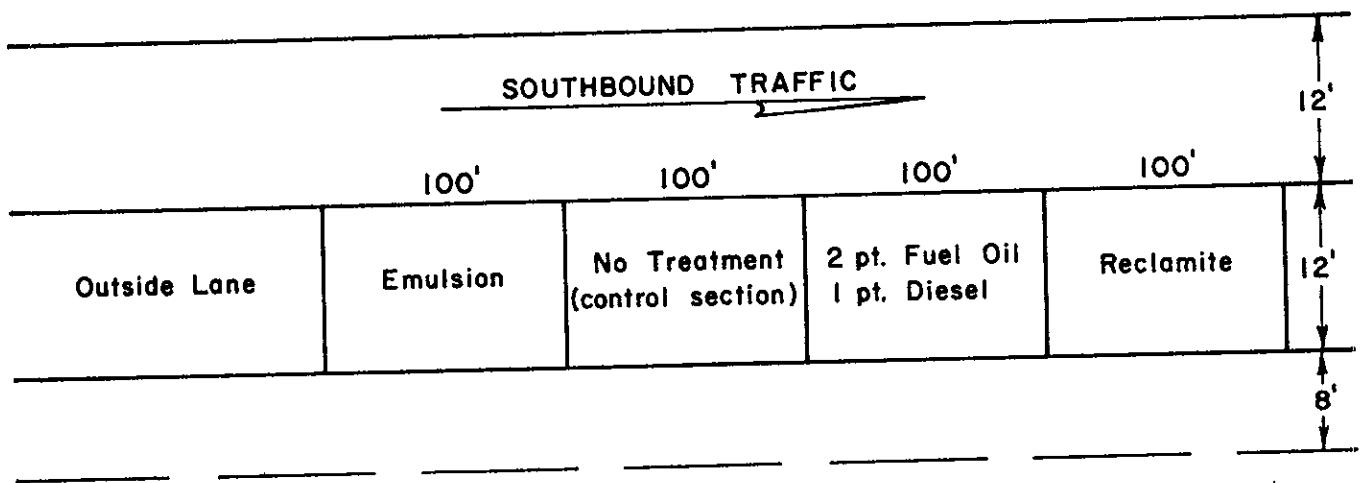 SOUTHBOUND TRAFFIC
12'
100'
100'
100'
100'
Outside Lane
Emulsion
No Treatment
(control section)
2 pt. Fuel Oil
1 pt. Diesel
Reclamite
12'
8'